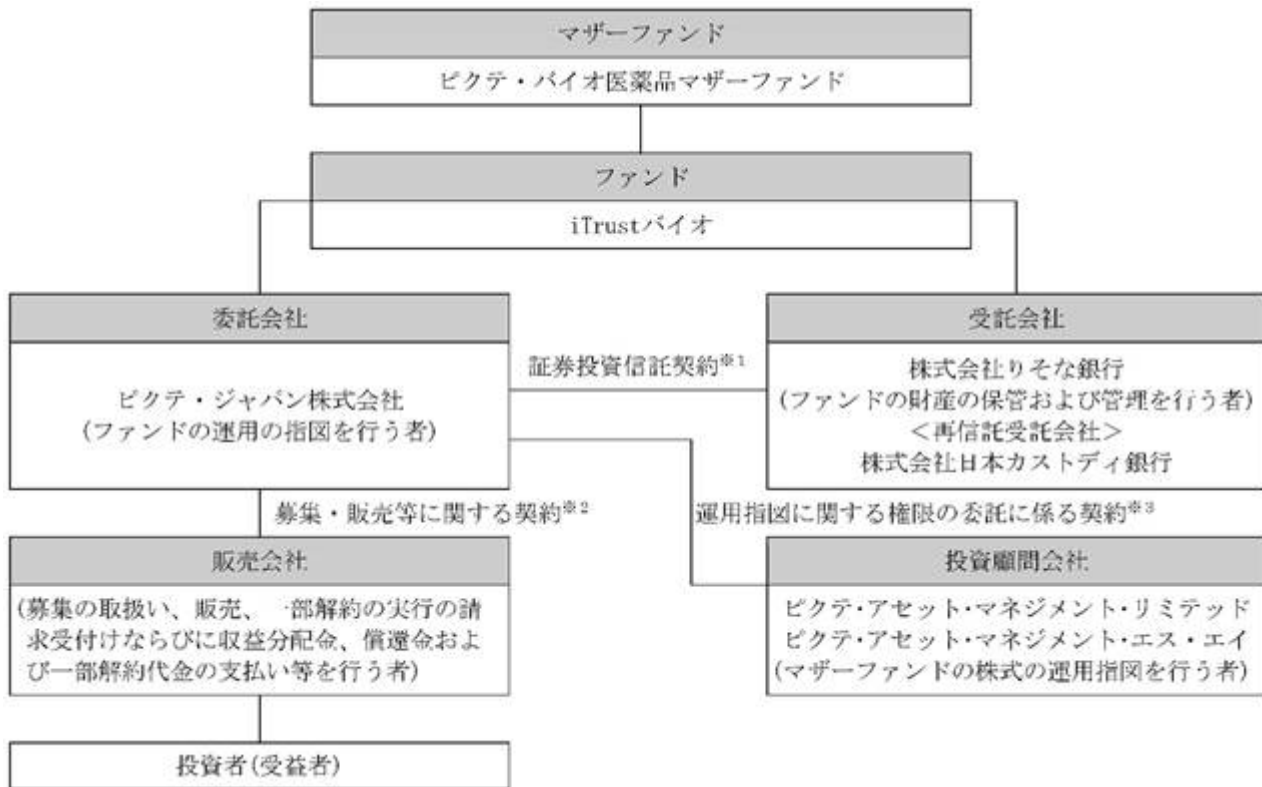 マザーファンド
ピクテ・バイオ医薬品マザーファンド
ファンド
iTrustバイオ
委託会社
ピクテ・ジャパン株式会社
(ファンドの運用の指図を行う者)
証券投資信託契約※1
受託会社
株式会社りそな銀行
(ファンドの財産の保管および管理を行う者)
＜再信託受託会社＞
株式会社日本カストディ銀行
募集・販売等に関する契約※2
運用指図に関する権限の委託に係る契約※3
販売会社
(募集の取扱い、販売、一部解約の実行の請
求受付けならびに収益分配金、償還金およ
び一部解約代金の支払い等を行う者)
投資顧問会社
ピクテ・アセット・マネジメント・リミテッド
ピクテ・アセット・マネジメント・エス・エイ
(マザーファンドの株式の運用指図を行う者)
投資者(受益者)